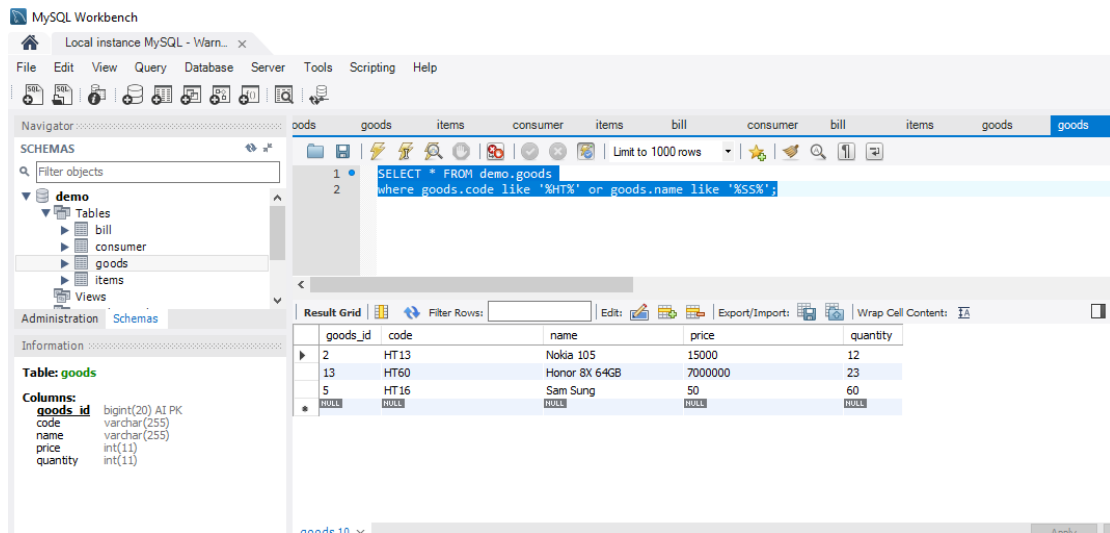 MySQL Workbench
Local instance MySQL - Warn...
File Edit View Query Database Server Tools Scripting Help
Navigator
SCHEMAS
Filter objects
demo
Tables
bill
consumer
goods
items
Views
Administration Schemas
Information
Table: goods
Columns:
goods_id bigint(20) AI PK
code varchar(255)
name varchar(255)
price int(11)
quantity int(11)
oods goods items consumer items bill consumer bill items goods goods
Limit to 1000 rows
1 SELECT * FROM demo.goods
2 where goods.code like '%HT%' or goods.name like '%SS%';
Result Grid Filter Rows: Edit: Export/Import: Wrap Cell Content:
goods_id code name price quantity
2 HT13 Nokia 105 15000 12
13 HT60 Honor 8X 64GB 7000000 23
5 HT16 Sam Sung 50 60
NULL NULL NULL NULL NULL
goods 10
Apply